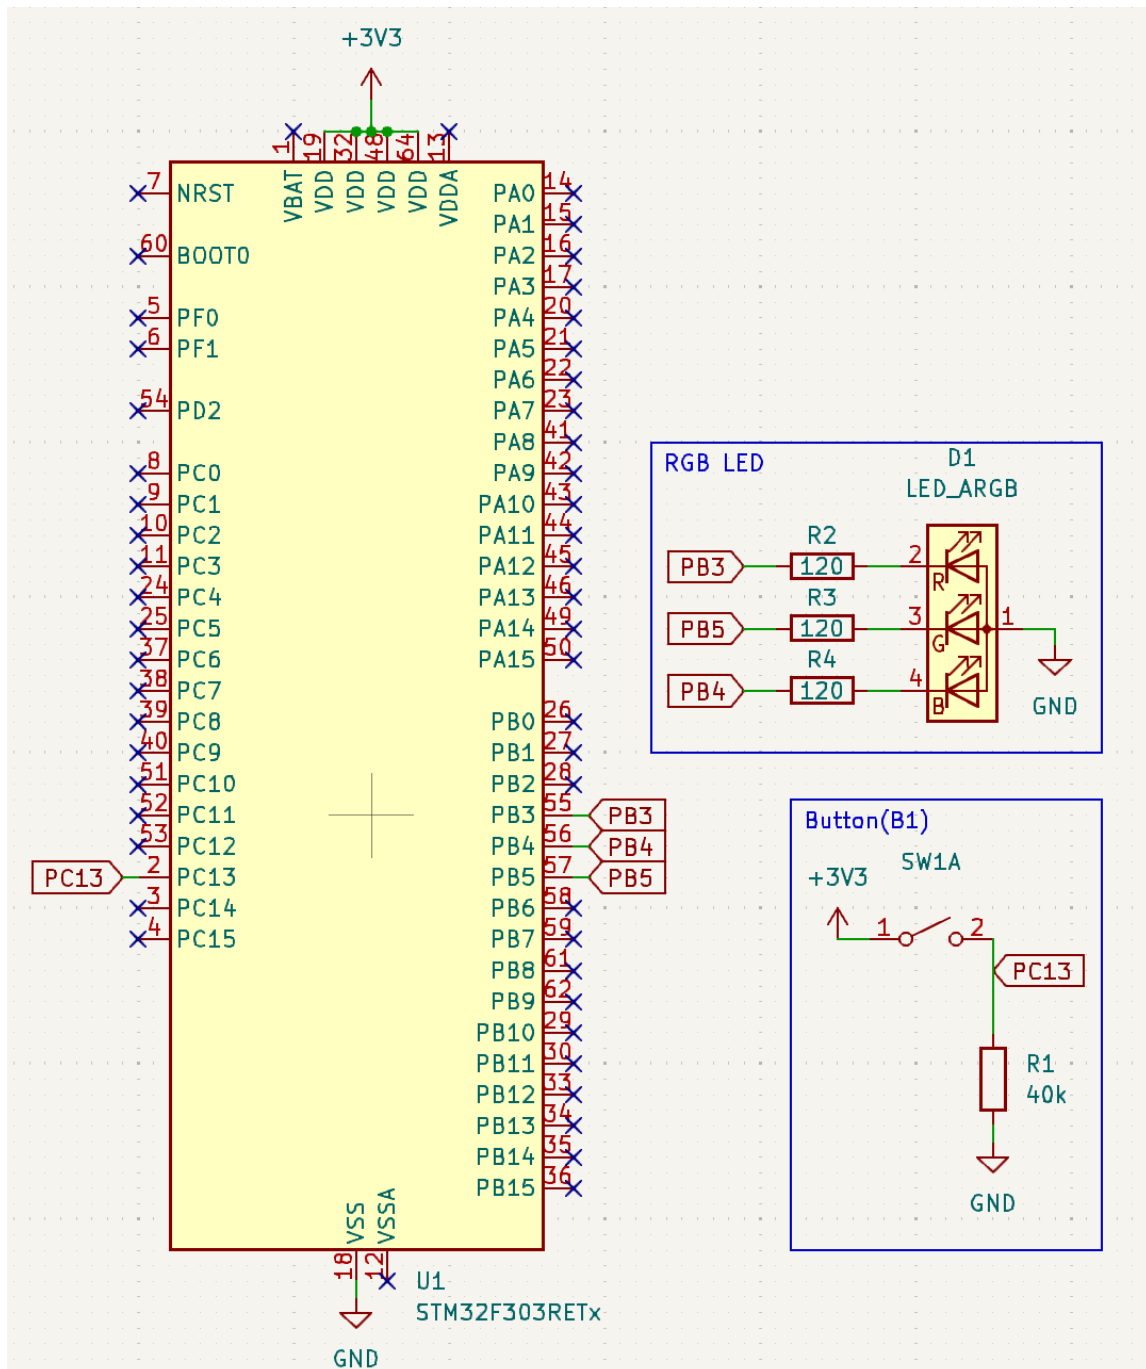 +3V3
1
19
32
48
64
13
VBAT
VDD
VDD
VDD
VDD
VDDA
7 NRST
60 BOOT0
5 PF0
6 PF1
54 PD2
8 PC0
9 PC1
10 PC2
11 PC3
24 PC4
25 PC5
37 PC6
38 PC7
39 PC8
40 PC9
51 PC10
52 PC11
53 PC12
PC13 2 PC13
3 PC14
4 PC15
PA0 14
PA1 15
PA2 16
PA3 17
PA4 20
PA5 21
PA6 22
PA7 23
PA8 41
PA9 42
PA10 43
PA11 44
PA12 45
PA13 46
PA14 49
PA15 50
PB0 26
PB1 27
PB2 28
PB3 55 PB3
PB4 56 PB4
PB5 57 PB5
PB6 58
PB7 59
PB8 61
PB9 62
PB10 29
PB11 30
PB12 33
PB13 34
PB14 35
PB15 36
VSS
VSSA
18
12
U1
STM32F303RETx
GND
RGB LED
D1
LED_ARGB
R2
PB3 120 2 R
R3
PB5 120 3 G 1
R4
PB4 120 4 B
GND
Button(B1)
SW1A
+3V3
1 2
PC13
R1
40k
GND